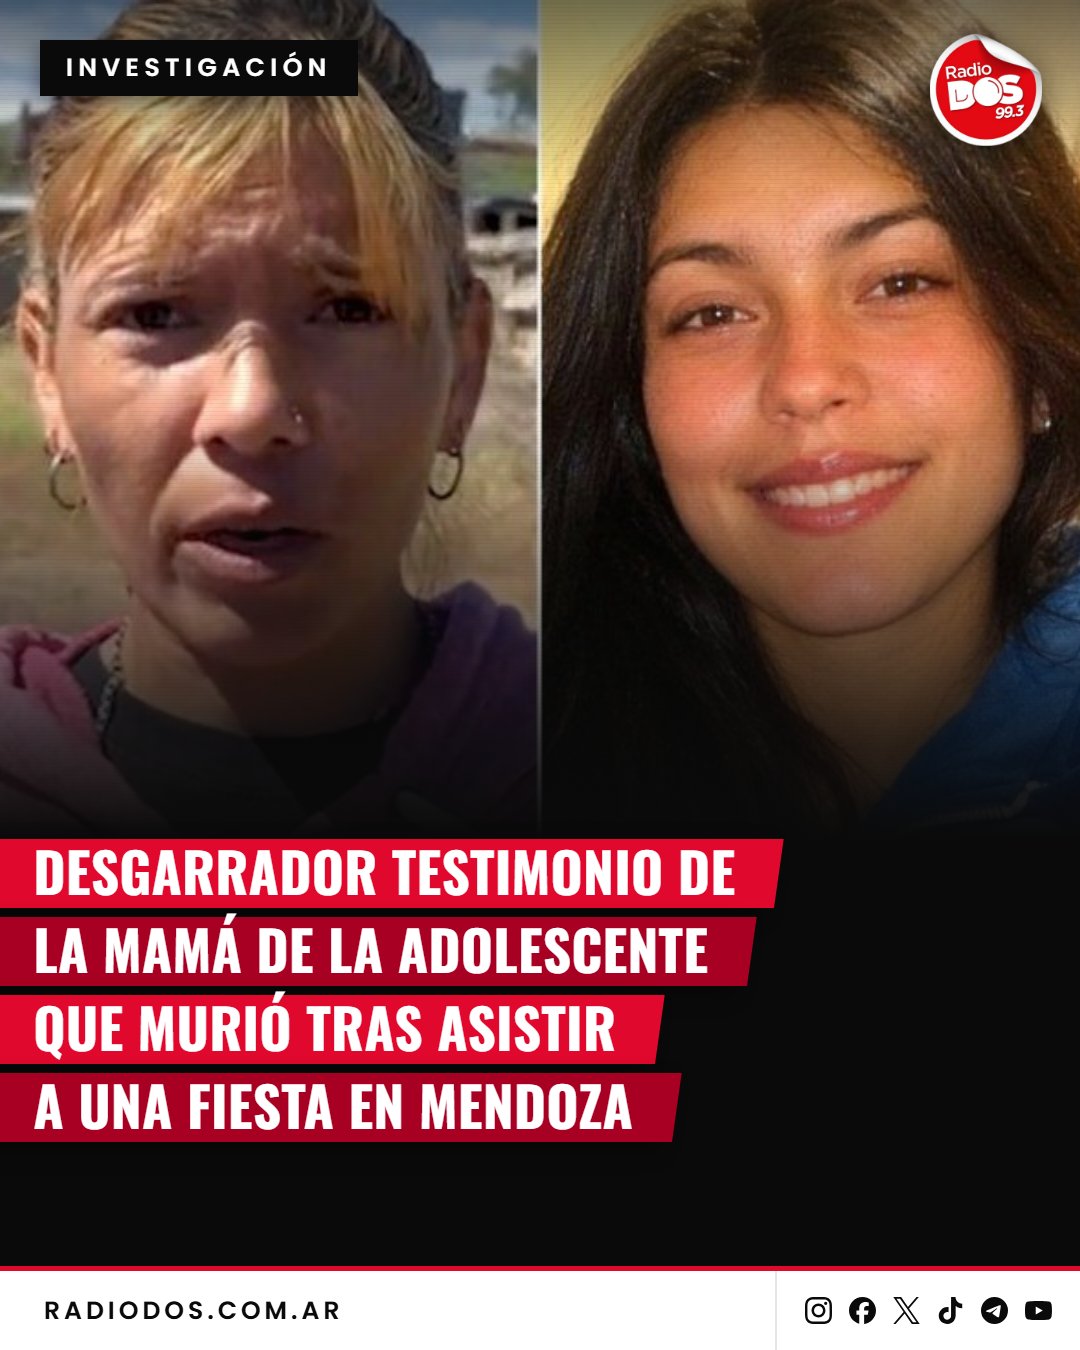 INVESTIGACIÓN
Radio
DOS
99.3
DESGARRADOR TESTIMONIO DE
LA MAMÁ DE LA ADOLESCENTE
QUE MURIÓ TRAS ASISTIR
A UNA FIESTA EN MENDOZA
RADIODOS.COM.AR